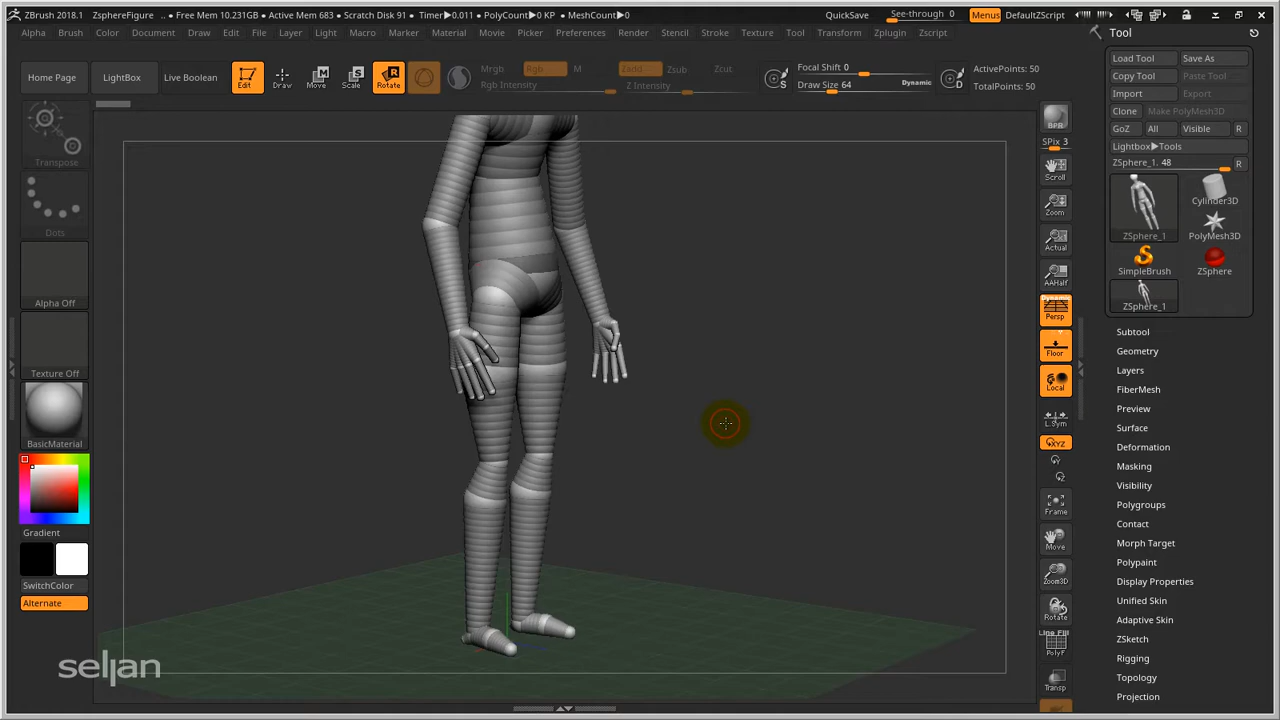 ZBrush 2018.1 ZsphereFigure .. • Free Mem 10.231GB • Active Mem 683 • Scratch Disk 91 • Timer▶0.011 • PolyCount▶0 KP • MeshCount▶0 QuickSave See-through 0 Menus DefaultZScript
Alpha Brush Color Document Draw Edit File Layer Light Macro Marker Material Movie Picker Preferences Render Stencil Stroke Texture Tool Transform Zplugin Zscript
Home Page LightBox Live Boolean Edit Draw Move Scale Rotate
Mrgb Rgb M Zadd Zsub Zcut
Rgb Intensity Z Intensity
S Focal Shift 0
Draw Size 64 Dynamic D
ActivePoints: 50
TotalPoints: 50
Transpose
Dots
Alpha Off
Texture Off
BasicMaterial
Gradient
SwitchColor
Alternate
seljan
BPR
SPix 3
Scroll
Zoom
Actual
AAHalf
Dynamic
Persp
Floor
Local
L.Sym
XYZ
Y
Z
Frame
Move
Zoom3D
Rotate
Line Fill
PolyF
Transp
Tool
Load Tool Save As
Copy Tool Paste Tool
Import Export
Clone Make PolyMesh3D
GoZ All Visible R
Lightbox▶Tools
ZSphere_1. 48 R
ZSphere_1 Cylinder3D
PolyMesh3D
SimpleBrush ZSphere
ZSphere_1
Subtool
Geometry
Layers
FiberMesh
Preview
Surface
Deformation
Masking
Visibility
Polygroups
Contact
Morph Target
Polypaint
Display Properties
Unified Skin
Adaptive Skin
ZSketch
Rigging
Topology
Projection